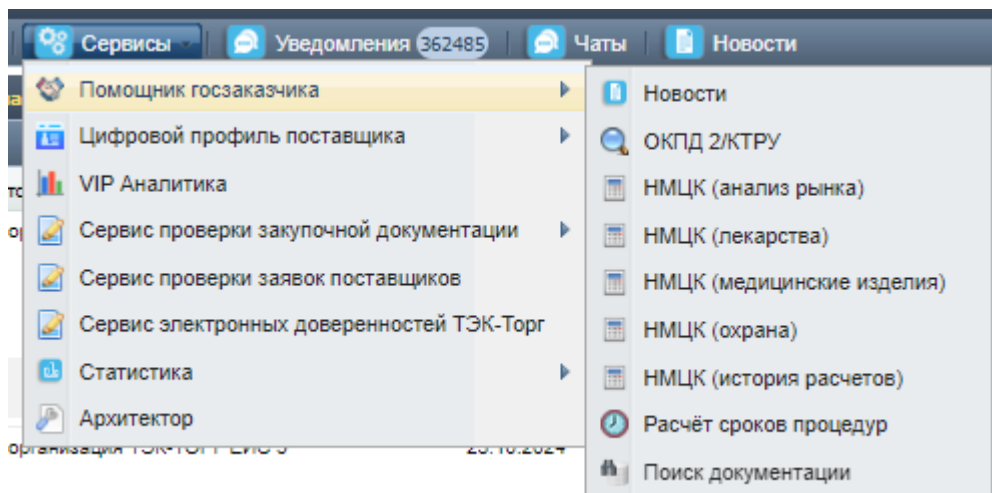 Сервисы
Уведомления 362485
Чаты
Новости
Помощник госзаказчика
Цифровой профиль поставщика
VIP Аналитика
Сервис проверки закупочной документации
Сервис проверки заявок поставщиков
Сервис электронных доверенностей ТЭК-Торг
Статистика
Архитектор
Новости
ОКПД 2/КТРУ
НМЦК (анализ рынка)
НМЦК (лекарства)
НМЦК (медицинские изделия)
НМЦК (охрана)
НМЦК (история расчетов)
Расчёт сроков процедур
Поиск документации